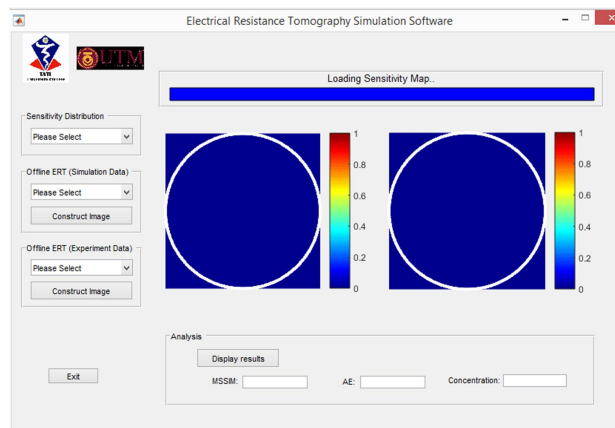 Electrical Resistance Tomography Simulation Software
UTM
TATI
Loading Sensitivity Map..
Sensitivity Distribution
Please Select
Offline ERT (Simulation Data)
Please Select
Construct Image
Offline ERT (Experiment Data)
Please Select
Construct Image
1
0.8
0.6
0.4
0.2
0
1
0.8
0.6
0.4
0.2
0
Analysis
Display results
MSSIM:
AE:
Concentration:
Exit